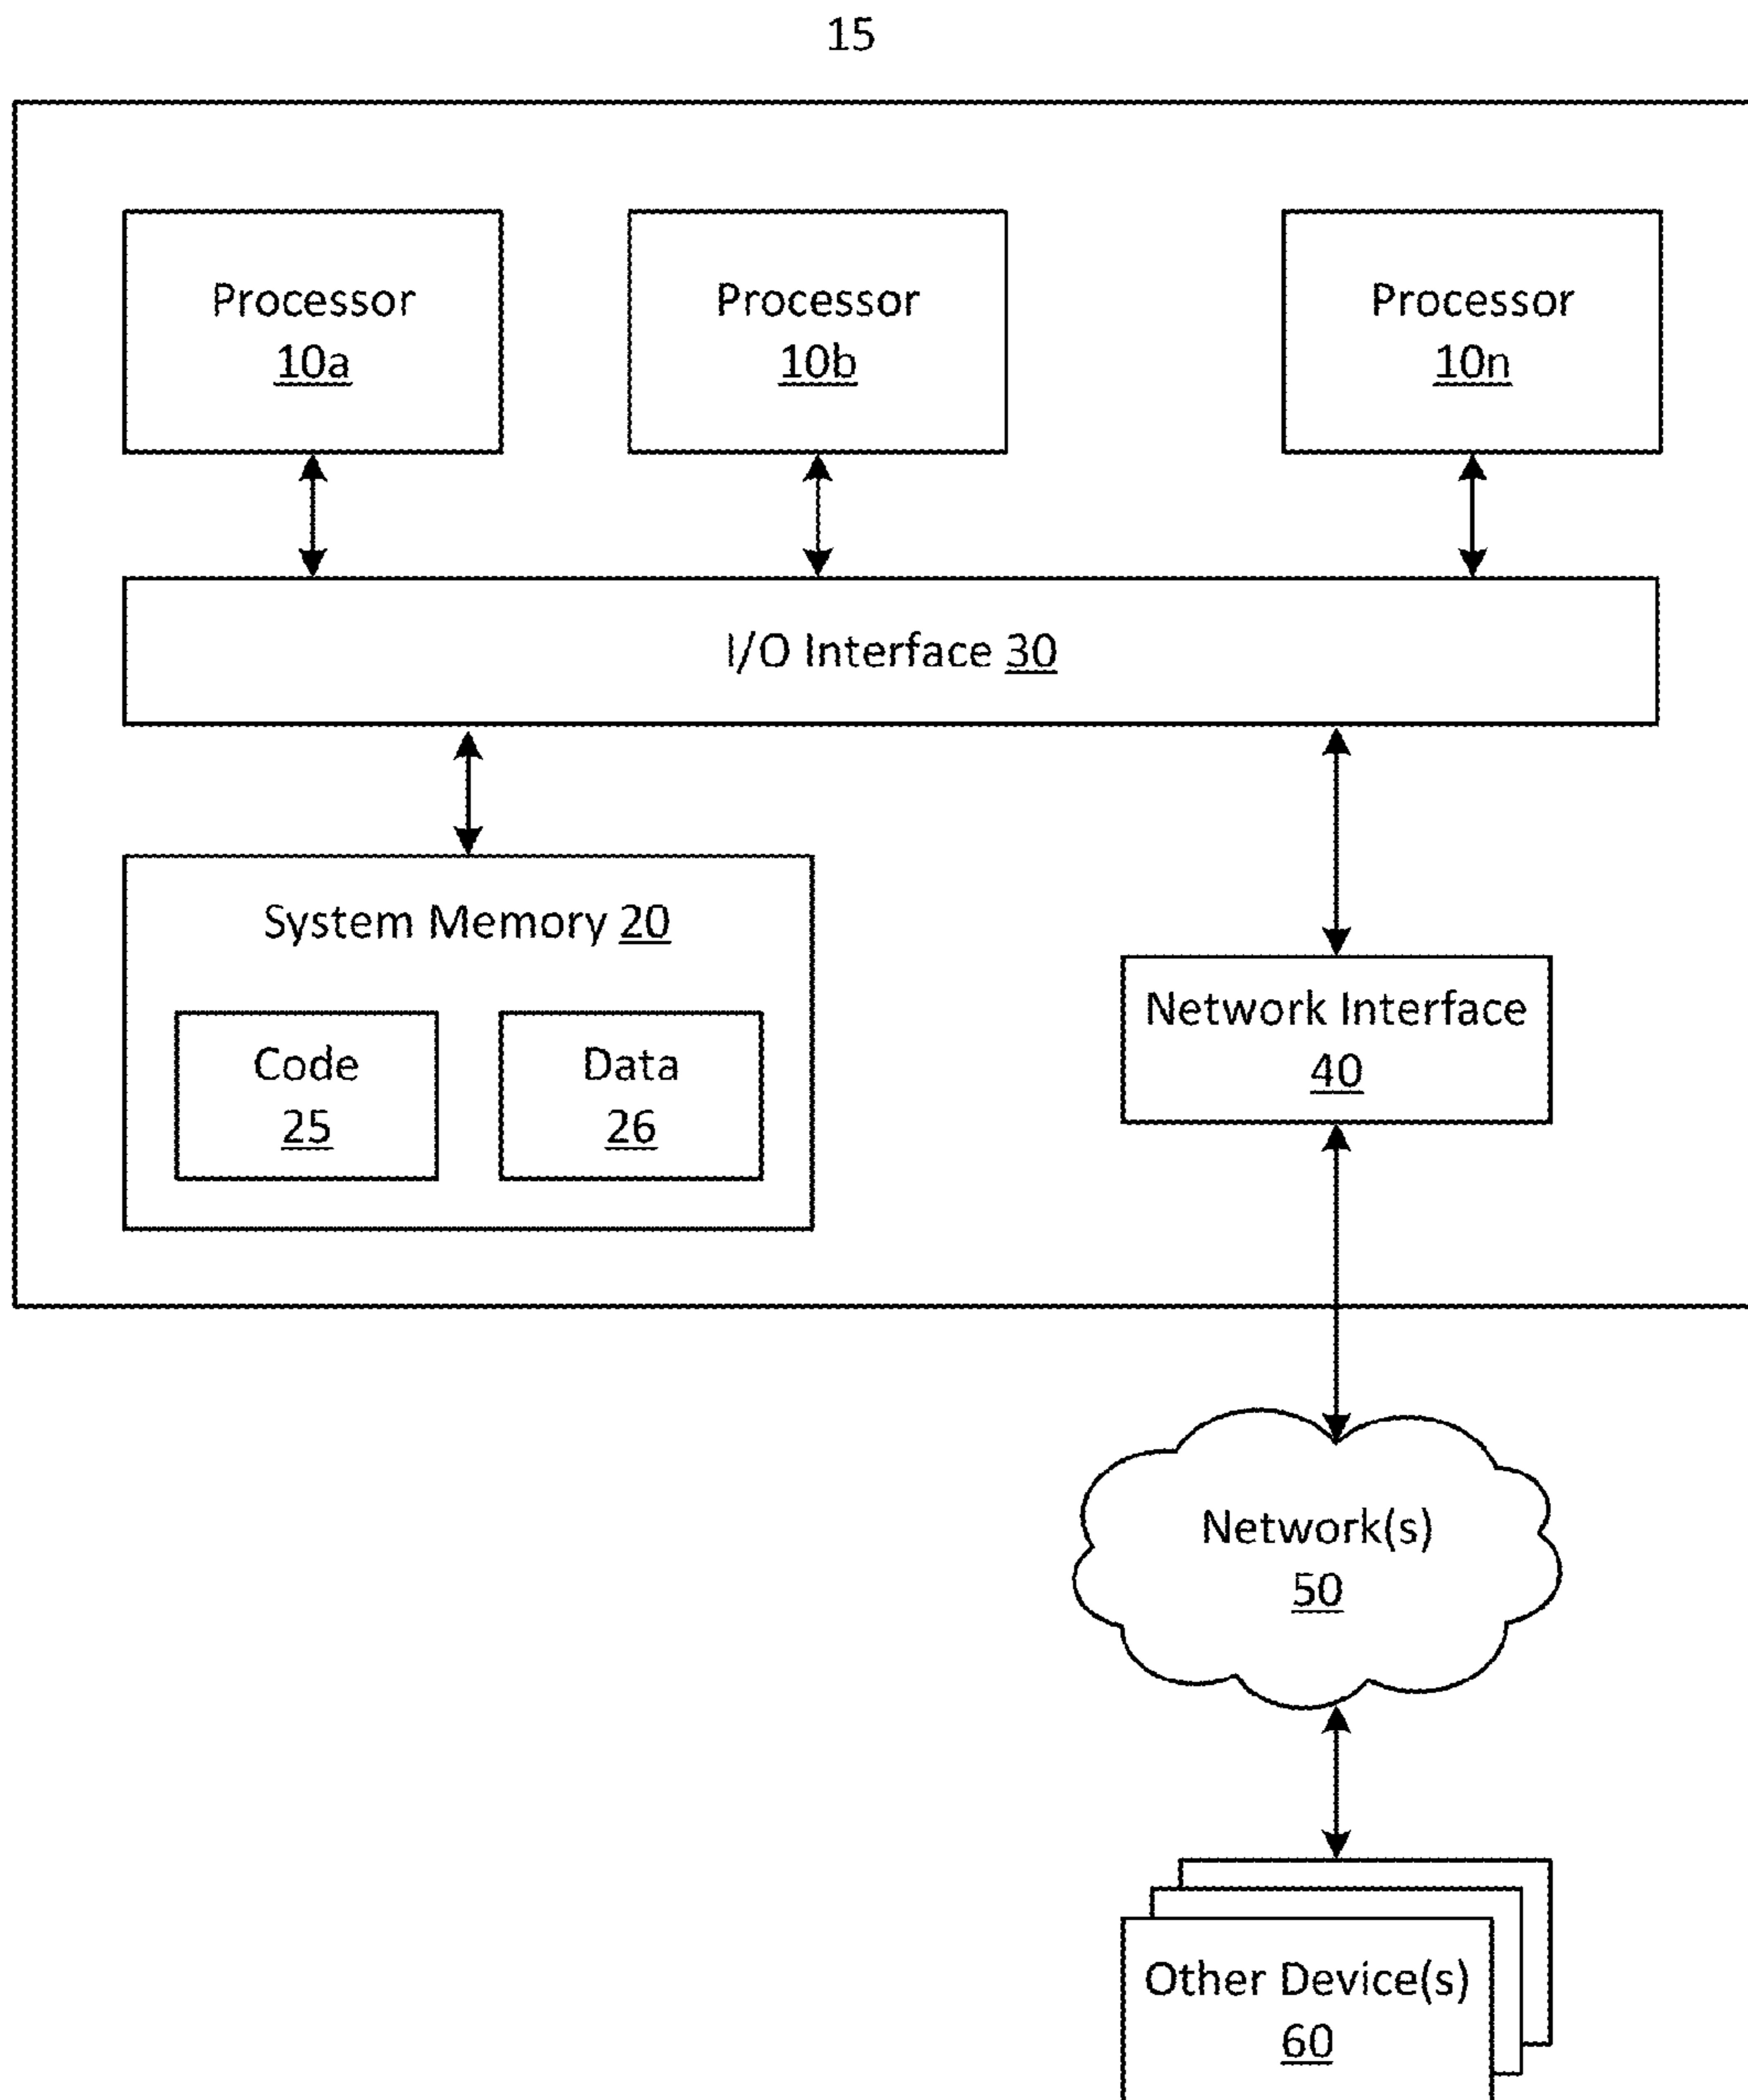 15
Processor
10a
Processor
10b
Processor
10n
I/O Interface 30
System Memory 20
Code
25
Data
26
Network Interface
40
Network(s)
50
Other Device(s)
60